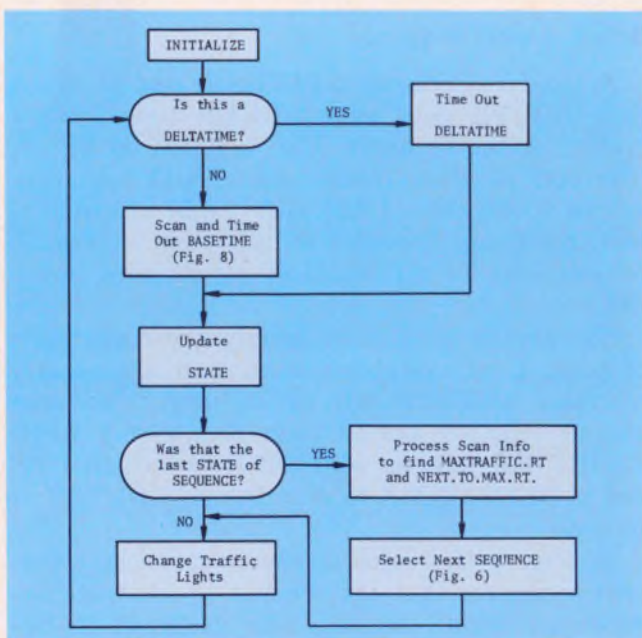 INITIALIZE
Is this a
DELTATIME?
YES
Time Out
DELTATIME
NO
Scan and Time
Out BASETIME
(Fig. 8)
Update
STATE
Was that the
last STATE of
SEQUENCE?
YES
Process Scan Info
to find MAXTRAFFIC.RT
and NEXT.TO.MAX.RT.
NO
Change Traffic
Lights
Select Next SEQUENCE
(Fig. 6)